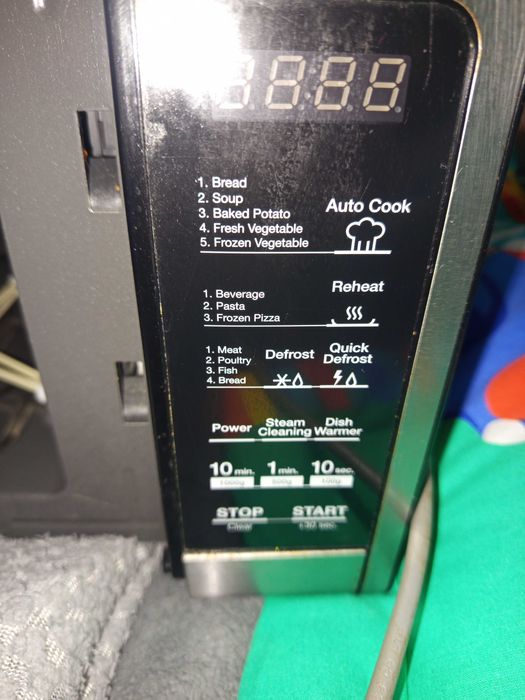 8888
1. Bread
2. Soup
3. Baked Potato
4. Fresh Vegetable
5. Frozen Vegetable
Auto Cook
Reheat
1. Beverage
2. Pasta
3. Frozen Pizza
1. Meat
2. Poultry
3. Fish
4. Bread
Defrost
Quick
Defrost
Power
Steam
Cleaning
Dish
Warmer
10 min.
1 min.
10 sec.
1000g
500g
100g
STOP
START
Clear
+30 sec.